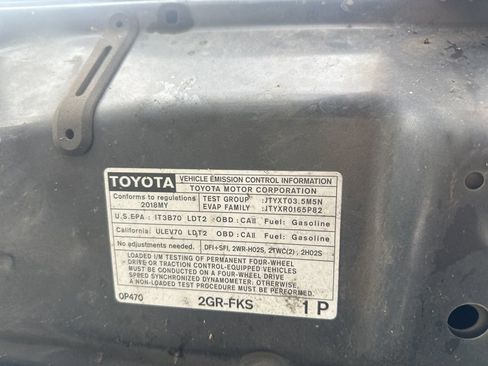 TOYOTA
VEHICLE EMISSION CONTROL INFORMATION
TOYOTA MOTOR CORPORATION
Conforms to regulations
2018MY
TEST GROUP :JTYXT03.5M5N
EVAP FAMILY :JTYXR0165P82
U.S.EPA : IT3B70 LDT2 OBD:CAII Fuel: Gasoline
California: ULEV70 LDT2 OBD:CAII Fuel: Gasoline
No adjustments needed. DFI+SFI, 2WR-HO2S, 2TWC(2), 2HO2S
LOADED I/M TESTING OF PERMANENT FOUR-WHEEL
DRIVE OR TRACTION CONTROL-EQUIPPED VEHICLES
MUST BE CONDUCTED ON A FOUR-WHEEL DRIVE
SPEED SYNCHRONIZED DYNAMOMETER: OTHERWISE,
A NON-LOADED TEST PROCEDURE MUST BE PERFORMED.
0P470 2GR-FKS 1 P